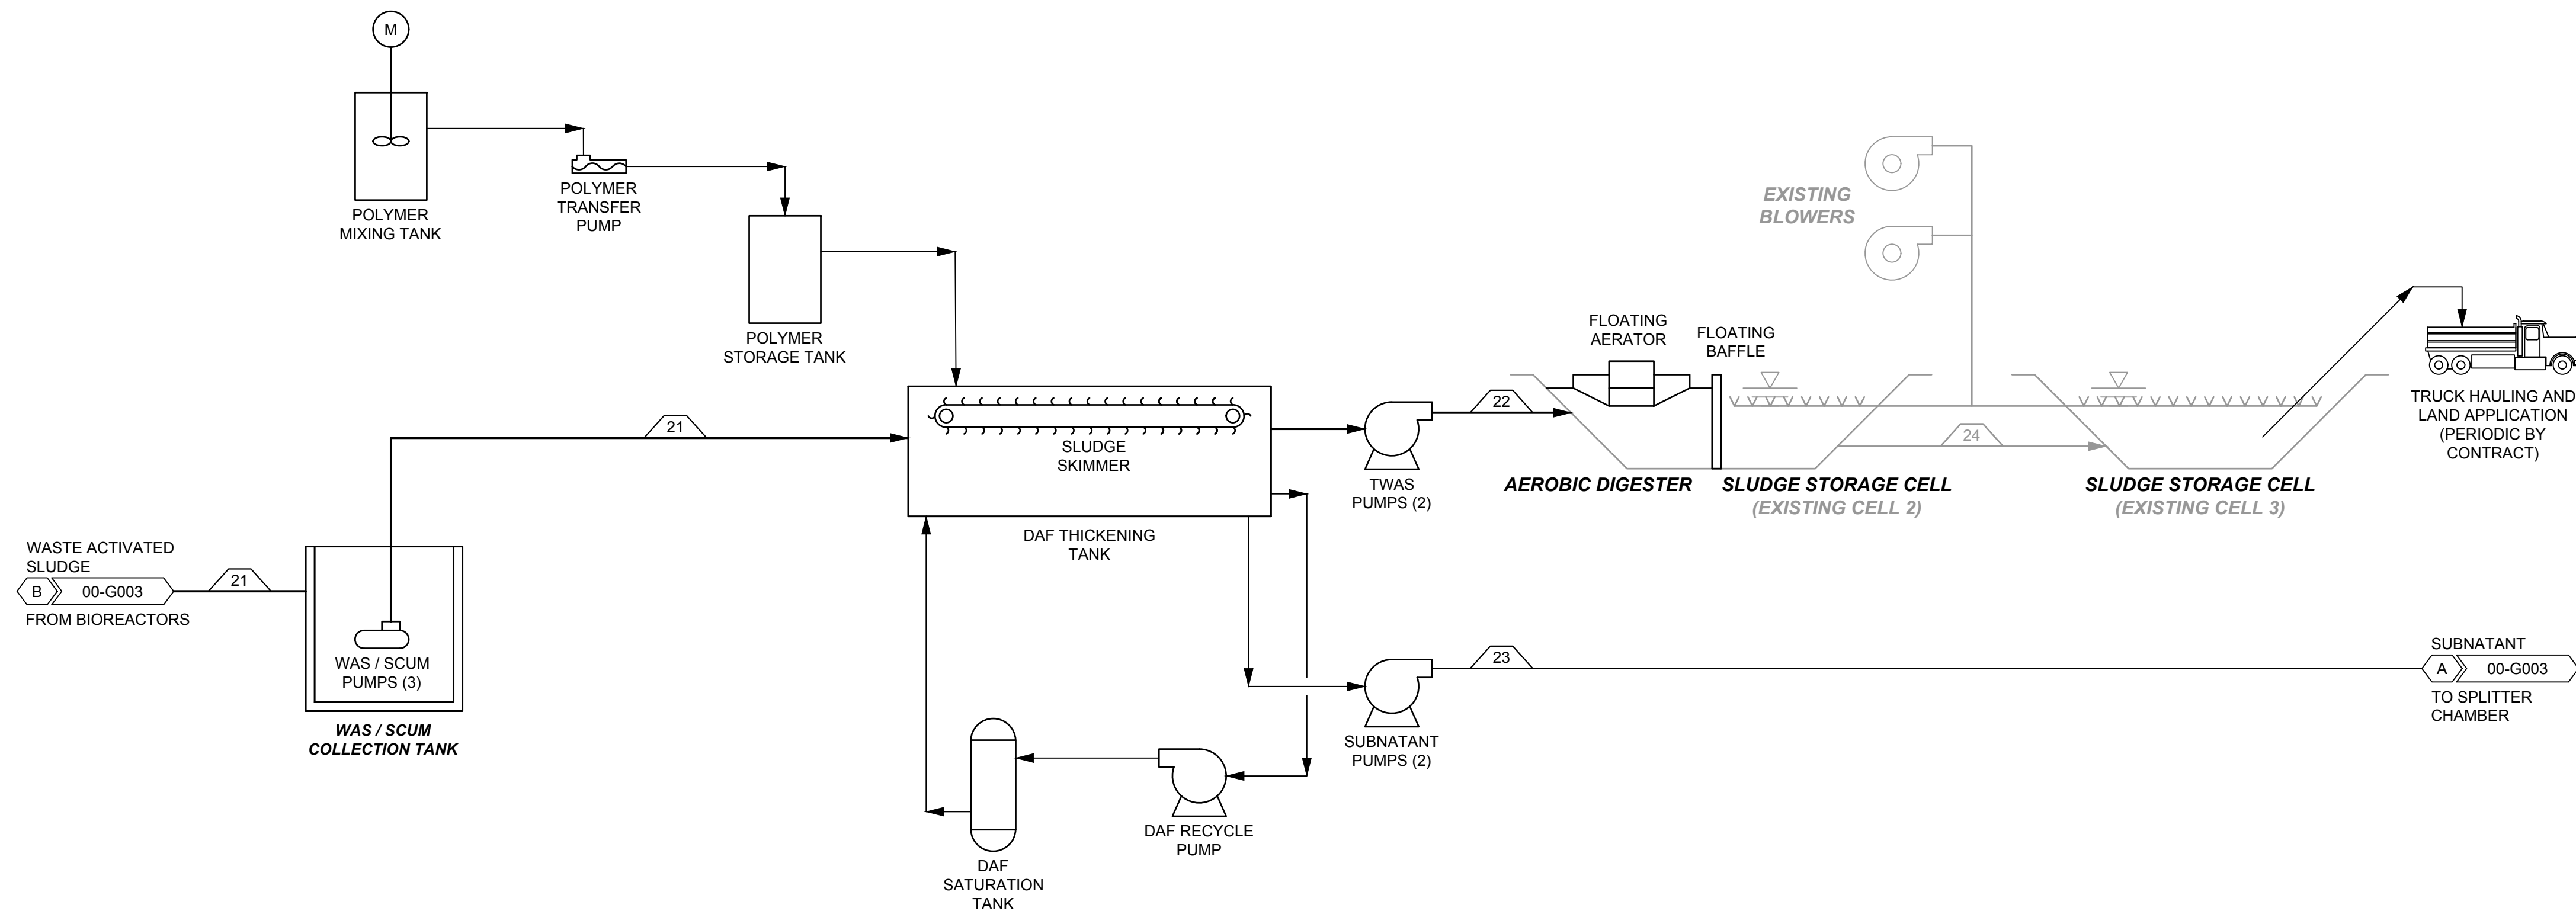 M
POLYMER
MIXING TANK
POLYMER
TRANSFER
PUMP
POLYMER
STORAGE TANK
EXISTING
BLOWERS
FLOATING
AERATOR
FLOATING
BAFFLE
21
SLUDGE
SKIMMER
DAF THICKENING
TANK
TWAS
PUMPS (2)
22
24
AEROBIC DIGESTER
SLUDGE STORAGE CELL
(EXISTING CELL 2)
SLUDGE STORAGE CELL
(EXISTING CELL 3)
TRUCK HAULING AND
LAND APPLICATION
(PERIODIC BY
CONTRACT)
WASTE ACTIVATED
SLUDGE
B
00-G003
FROM BIOREACTORS
21
WAS / SCUM
PUMPS (3)
WAS / SCUM
COLLECTION TANK
SUBNATANT
PUMPS (2)
23
SUBNATANT
A
00-G003
TO SPLITTER
CHAMBER
DAF RECYCLE
PUMP
DAF
SATURATION
TANK